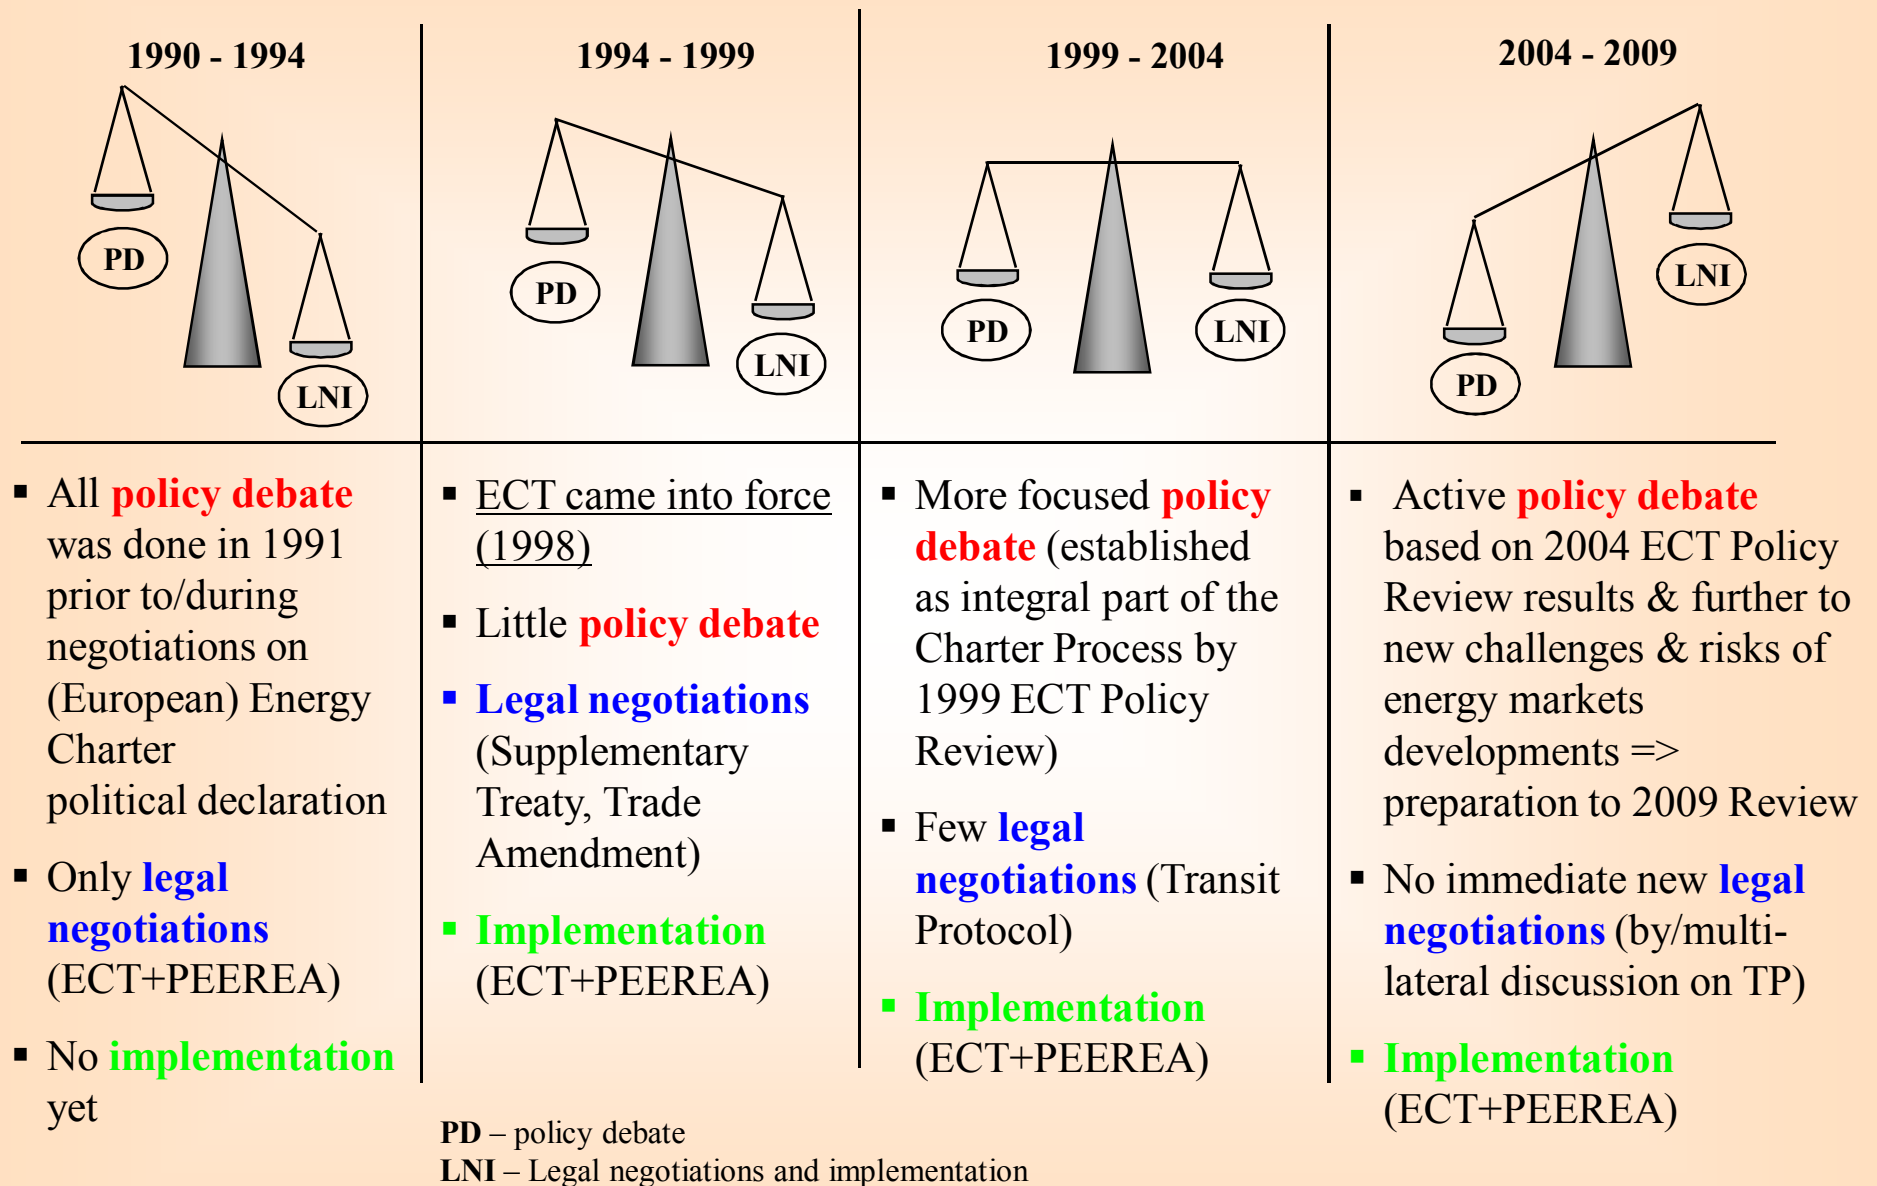 1990 - 1994
PD
LNI
▪ All policy debate
was done in 1991
prior to/during
negotiations on
(European) Energy
Charter
political declaration
▪ Only legal
negotiations
(ECT+PEEREA)
▪ No implementation
yet
1994 - 1999
PD
LNI
▪ ECT came into force
(1998)
▪ Little policy debate
▪ Legal negotiations
(Supplementary
Treaty, Trade
Amendment)
▪ Implementation
(ECT+PEEREA)
1999 - 2004
PD
LNI
▪ More focused policy
debate (established
as integral part of the
Charter Process by
1999 ECT Policy
Review)
▪ Few legal
negotiations (Transit
Protocol)
▪ Implementation
(ECT+PEEREA)
2004 - 2009
LNI
PD
▪ Active policy debate
based on 2004 ECT Policy
Review results & further to
new challenges & risks of
energy markets
developments =>
preparation to 2009 Review
▪ No immediate new legal
negotiations (by/multi-
lateral discussion on TP)
▪ Implementation
(ECT+PEEREA)
PD – policy debate
LNI – Legal negotiations and implementation